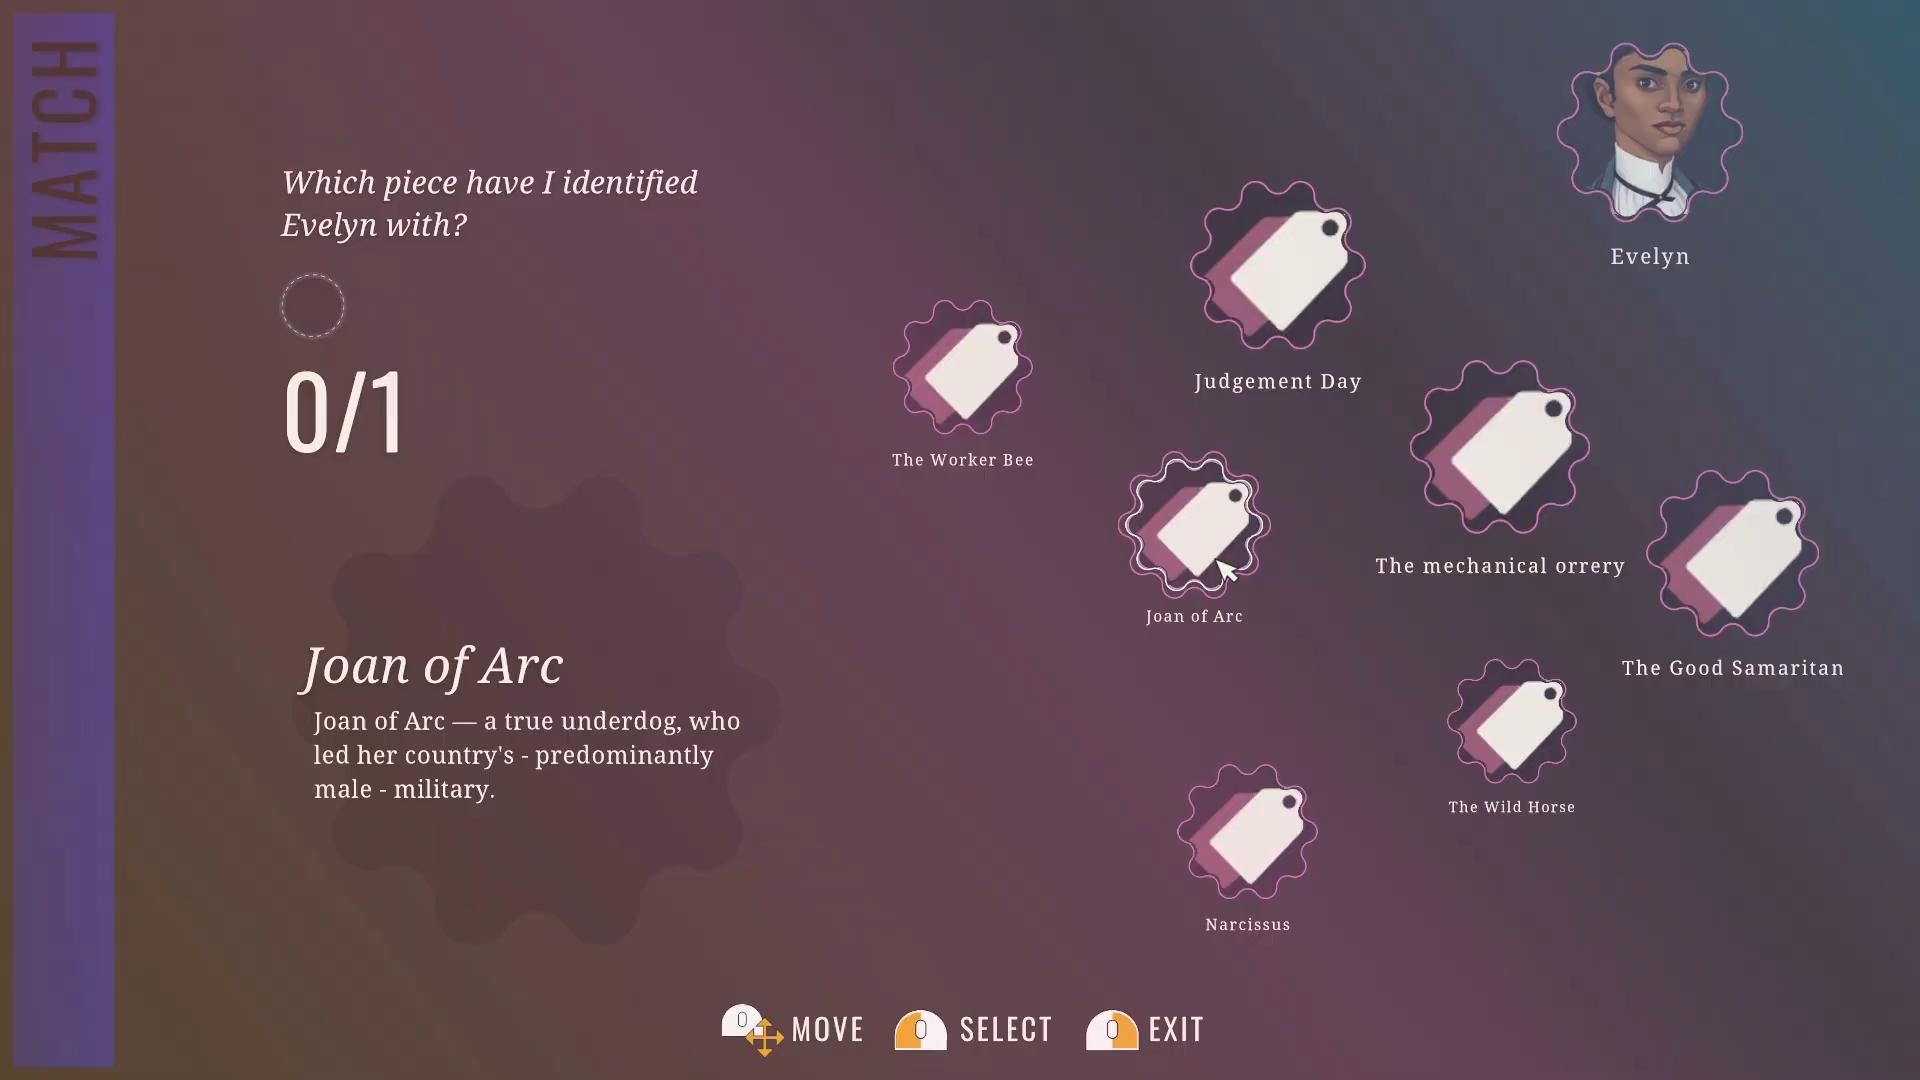 MATCH
Which piece have I identified
Evelyn with?
0/1
Joan of Arc
Joan of Arc — a true underdog, who
led her country's - predominantly
male - military.
Evelyn
Judgement Day
The Worker Bee
The mechanical orrery
Joan of Arc
The Good Samaritan
The Wild Horse
Narcissus
MOVE
SELECT
EXIT